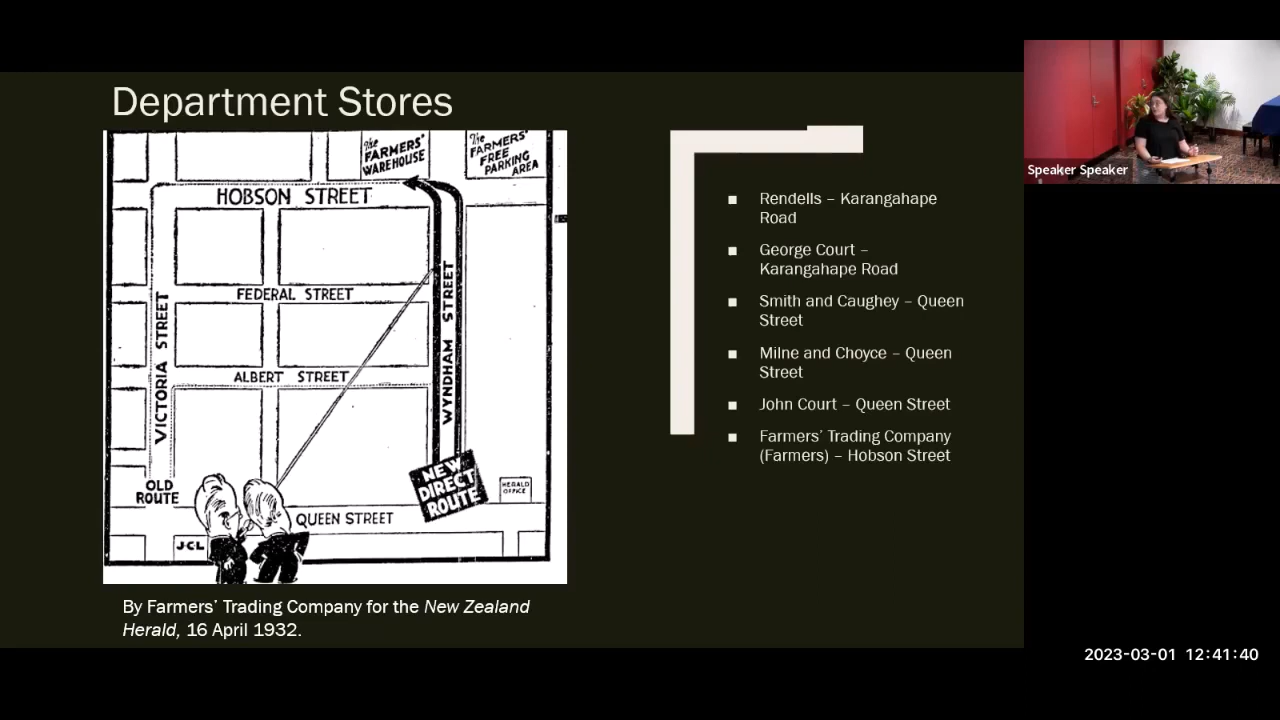 Department Stores
The
FARMERS'
WAREHOUSE
The
FARMERS'
FREE
PARKING
AREA
HOBSON STREET
FEDERAL STREET
VICTORIA STREET
WYNDHAM STREET
ALBERT STREET
OLD
ROUTE
NEW
DIRECT
ROUTE
HERALD
OFFICE
QUEEN STREET
JCL
By Farmers' Trading Company for the New Zealand
Herald, 16 April 1932.
■ Rendells – Karangahape
Road
■ George Court –
Karangahape Road
■ Smith and Caughey – Queen
Street
■ Milne and Choyce – Queen
Street
■ John Court – Queen Street
■ Farmers' Trading Company
(Farmers) – Hobson Street
Speaker Speaker
2023-03-01 12:41:40